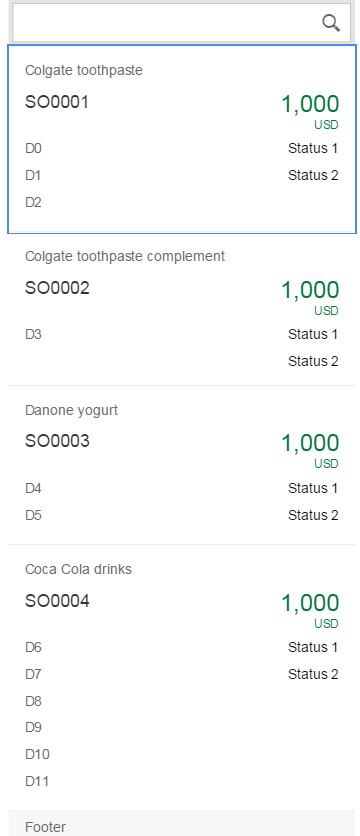 Colgate toothpaste
SO0001 1,000
USD
D0 Status 1
D1 Status 2
D2
Colgate toothpaste complement
SO0002 1,000
USD
D3 Status 1
Status 2
Danone yogurt
SO0003 1,000
USD
D4 Status 1
D5 Status 2
Coca Cola drinks
SO0004 1,000
USD
D6 Status 1
D7 Status 2
D8
D9
D10
D11
Footer